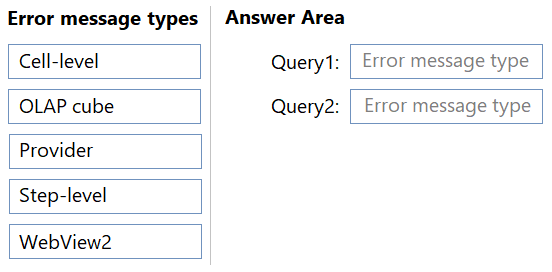 Error message types
Cell-level
OLAP cube
Provider
Step-level
WebView2
Answer Area
Query1: Error message type
Query2: Error message type